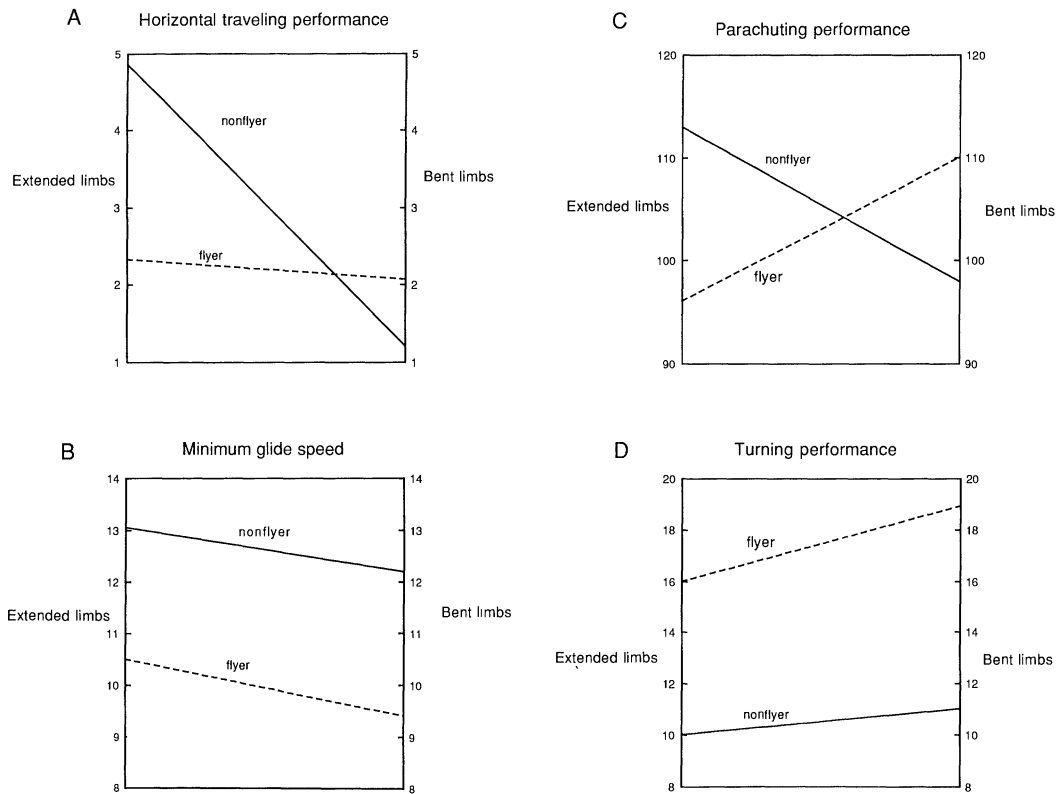 A
Horizontal traveling performance
5
4
3
2
1
5
4
3
2
1
Extended limbs
Bent limbs
nonflyer
flyer
C
Parachuting performance
120
110
100
90
120
110
100
90
Extended limbs
Bent limbs
nonflyer
flyer
B
Minimum glide speed
14
13
12
11
10
9
8
14
13
12
11
10
9
8
Extended limbs
Bent limbs
nonflyer
flyer
D
Turning performance
20
18
16
14
12
10
8
20
18
16
14
12
10
8
Extended limbs
Bent limbs
flyer
nonflyer